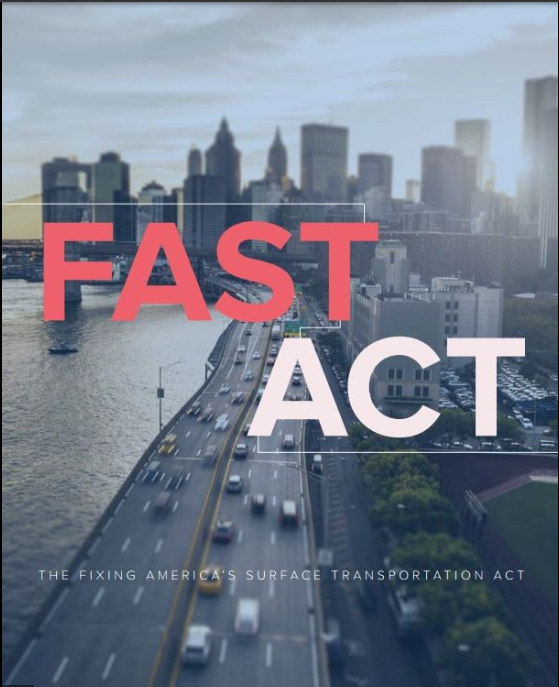 FAST
ACT
THE FIXING AMERICA'S SURFACE TRANSPORTATION ACT